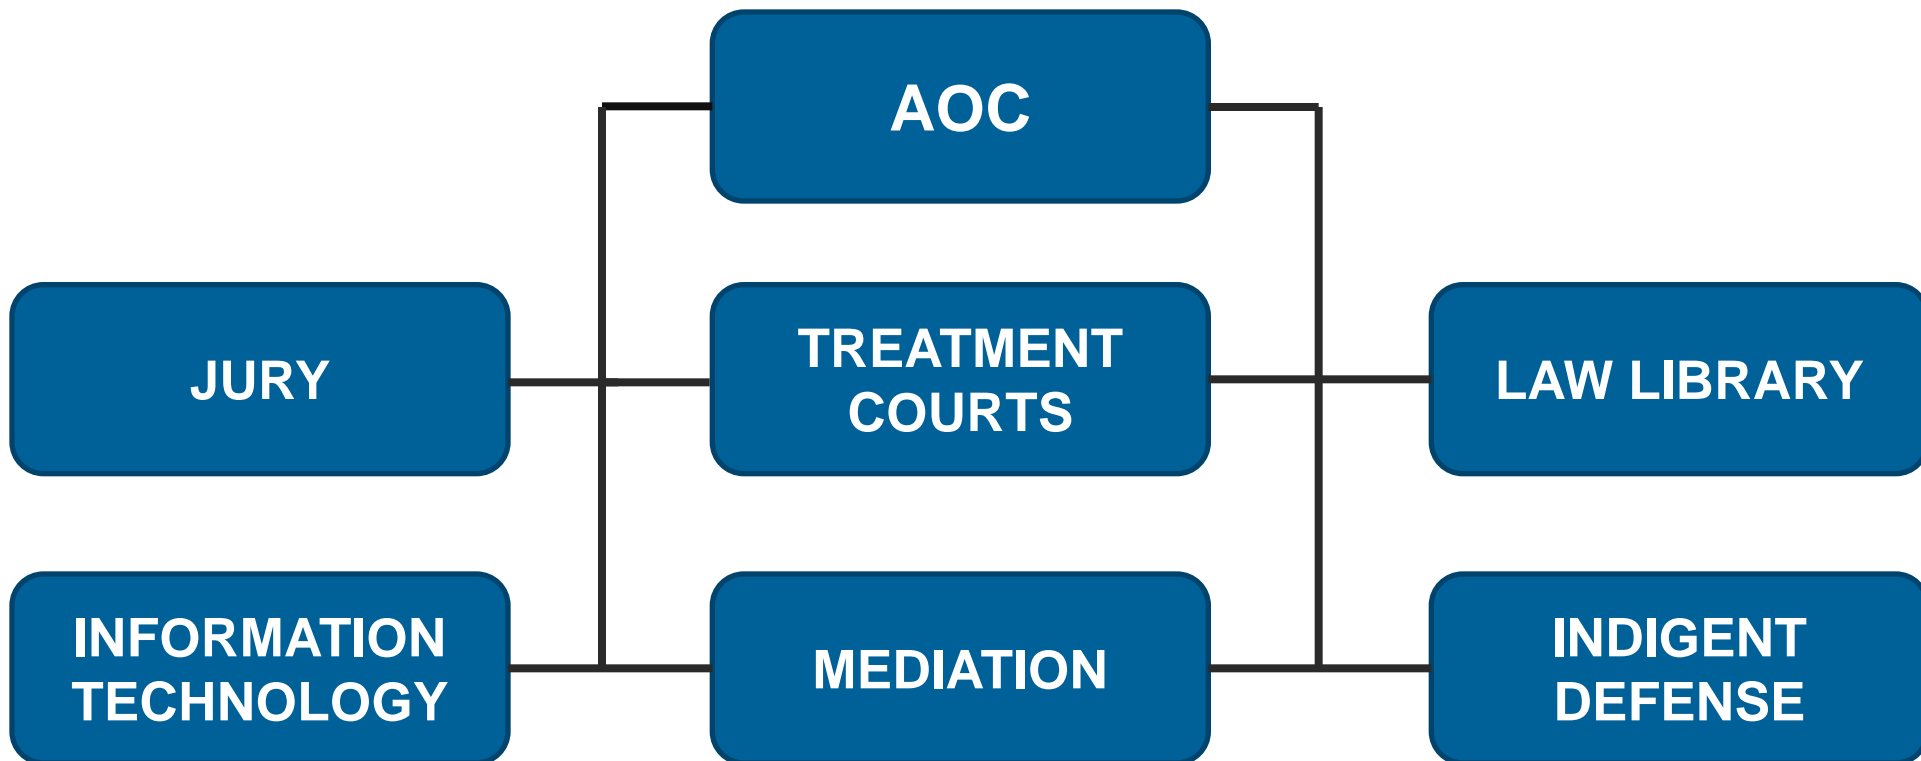 AOC
JURY
TREATMENT
COURTS
LAW LIBRARY
INFORMATION
TECHNOLOGY
MEDIATION
INDIGENT
DEFENSE